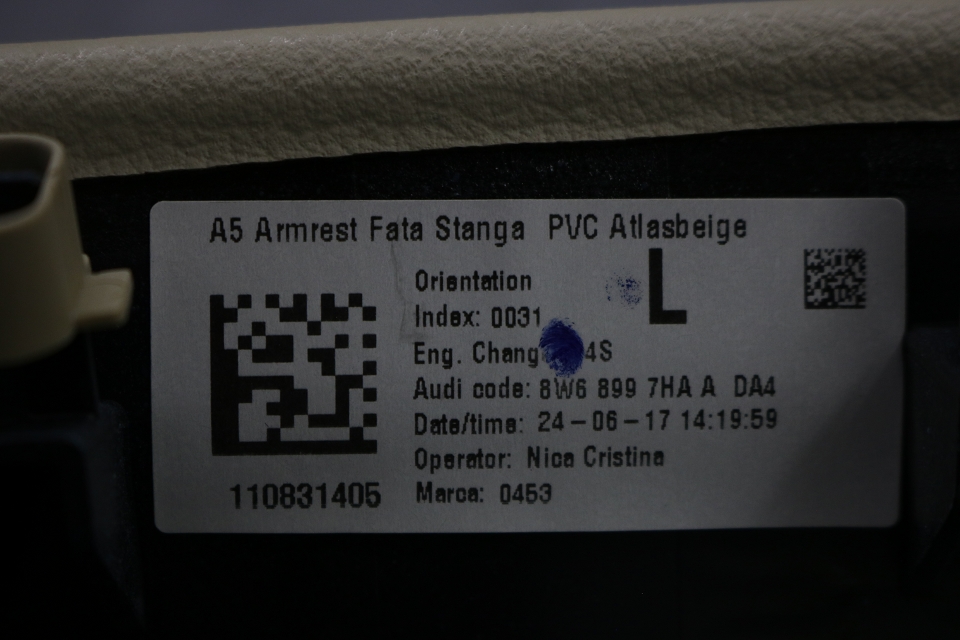 A5 Armrest Fata Stanga PVC Atlasbeige
Orientation L
Index: 0031
Eng. 4S
Audi code: 8W6 899 7HA A DA4
Date/time: 24-06-17 14:19:59
Operator: Nica Cristina
Marca: 0453
110831405